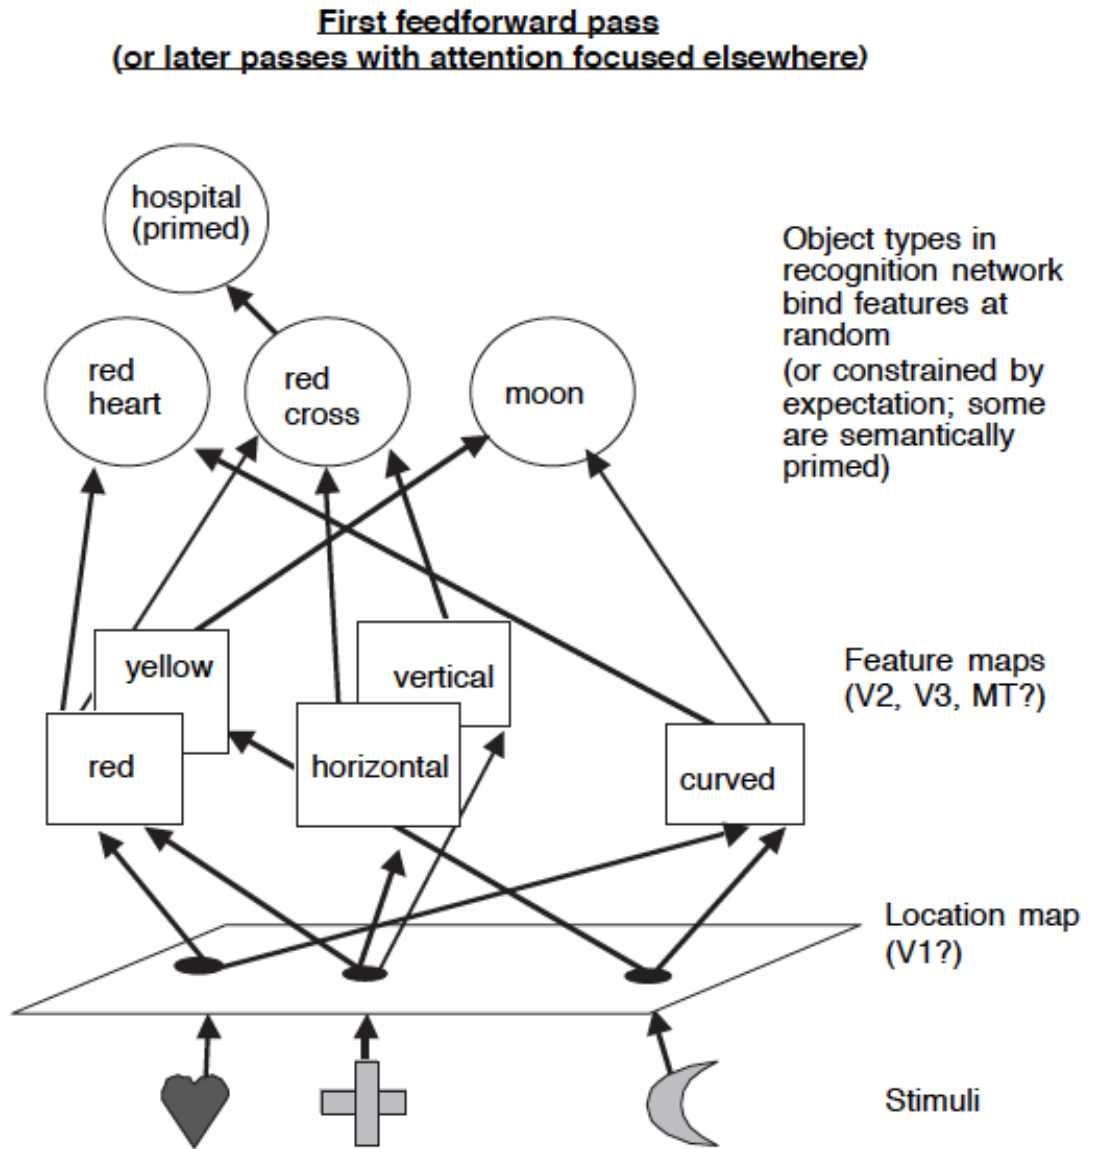 First feedforward pass
(or later passes with attention focused elsewhere)
hospital
(primed)
Object types in
recognition network
bind features at
random
(or constrained by
expectation; some
are semantically
primed)
red
heart
red
cross
moon
yellow
vertical
Feature maps
(V2, V3, MT?)
red
horizontal
curved
Location map
(V1?)
Stimuli